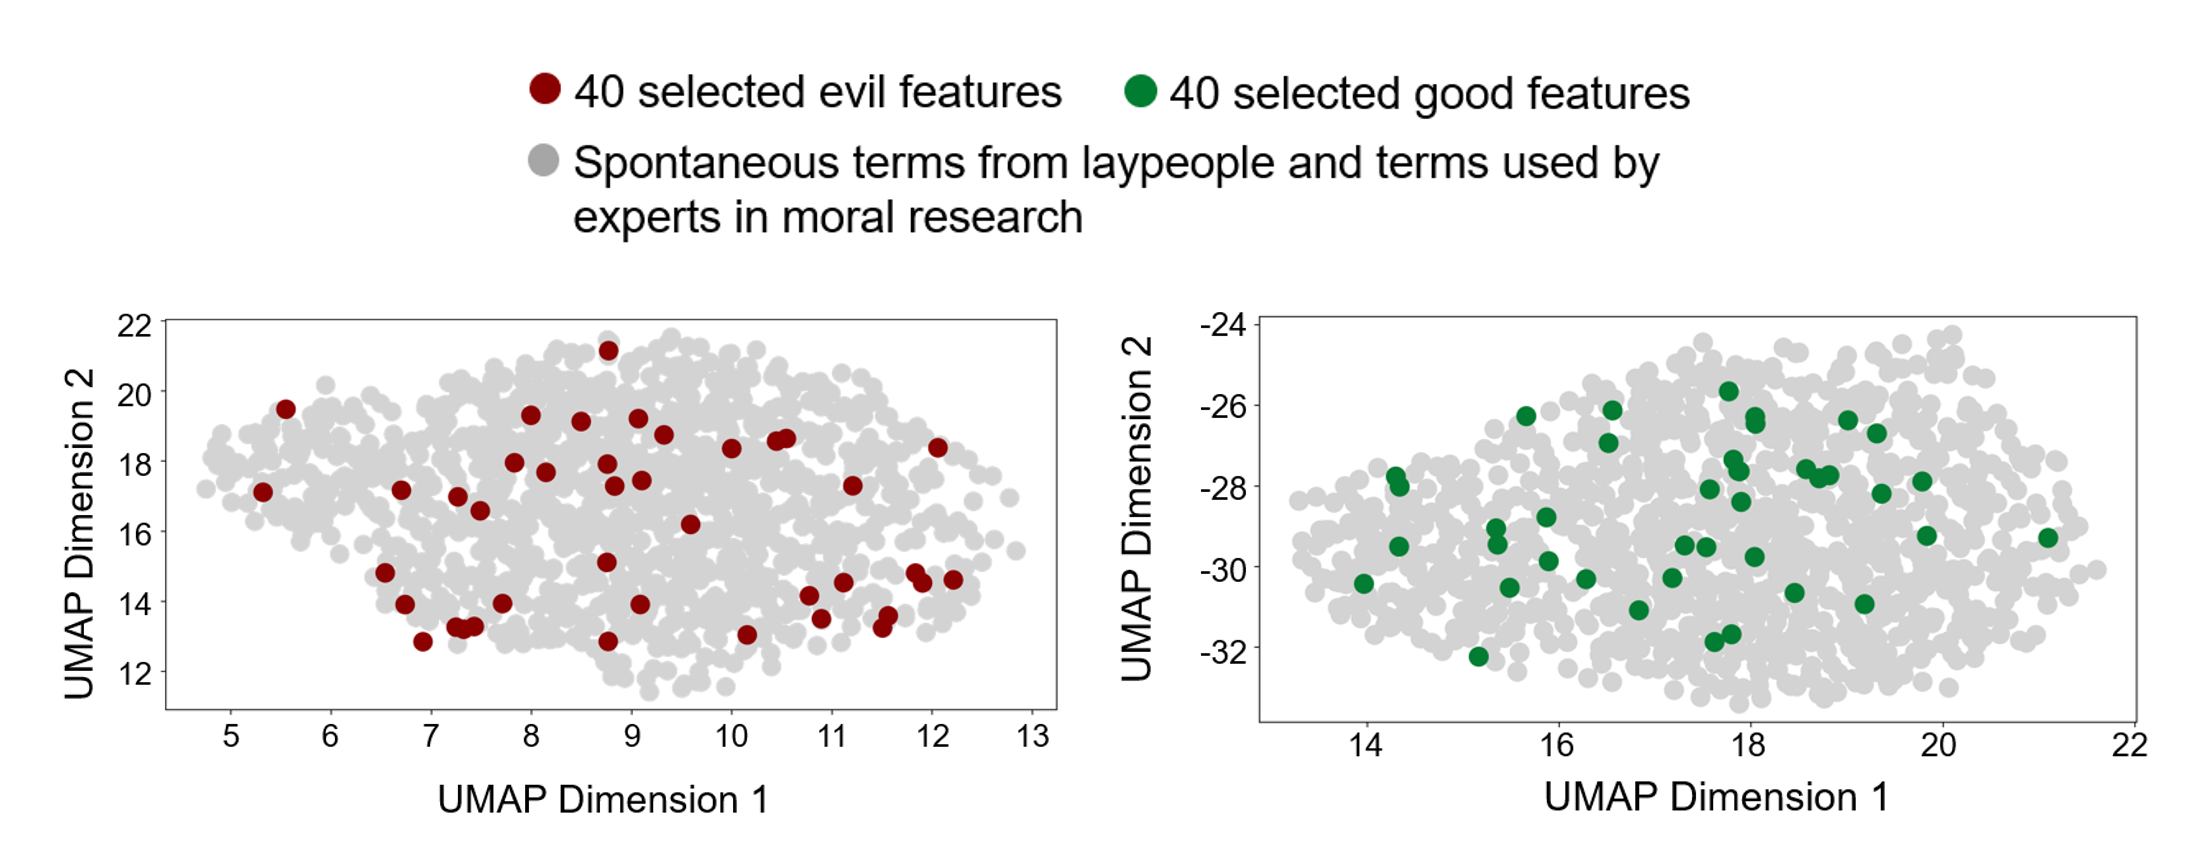 40 selected evil features
40 selected good features
Spontaneous terms from laypeople and terms used by
experts in moral research
UMAP Dimension 2
22
20
18
16
14
12
5 6 7 8 9 10 11 12 13
UMAP Dimension 1
UMAP Dimension 2
-24
-26
-28
-30
-32
14 16 18 20 22
UMAP Dimension 1